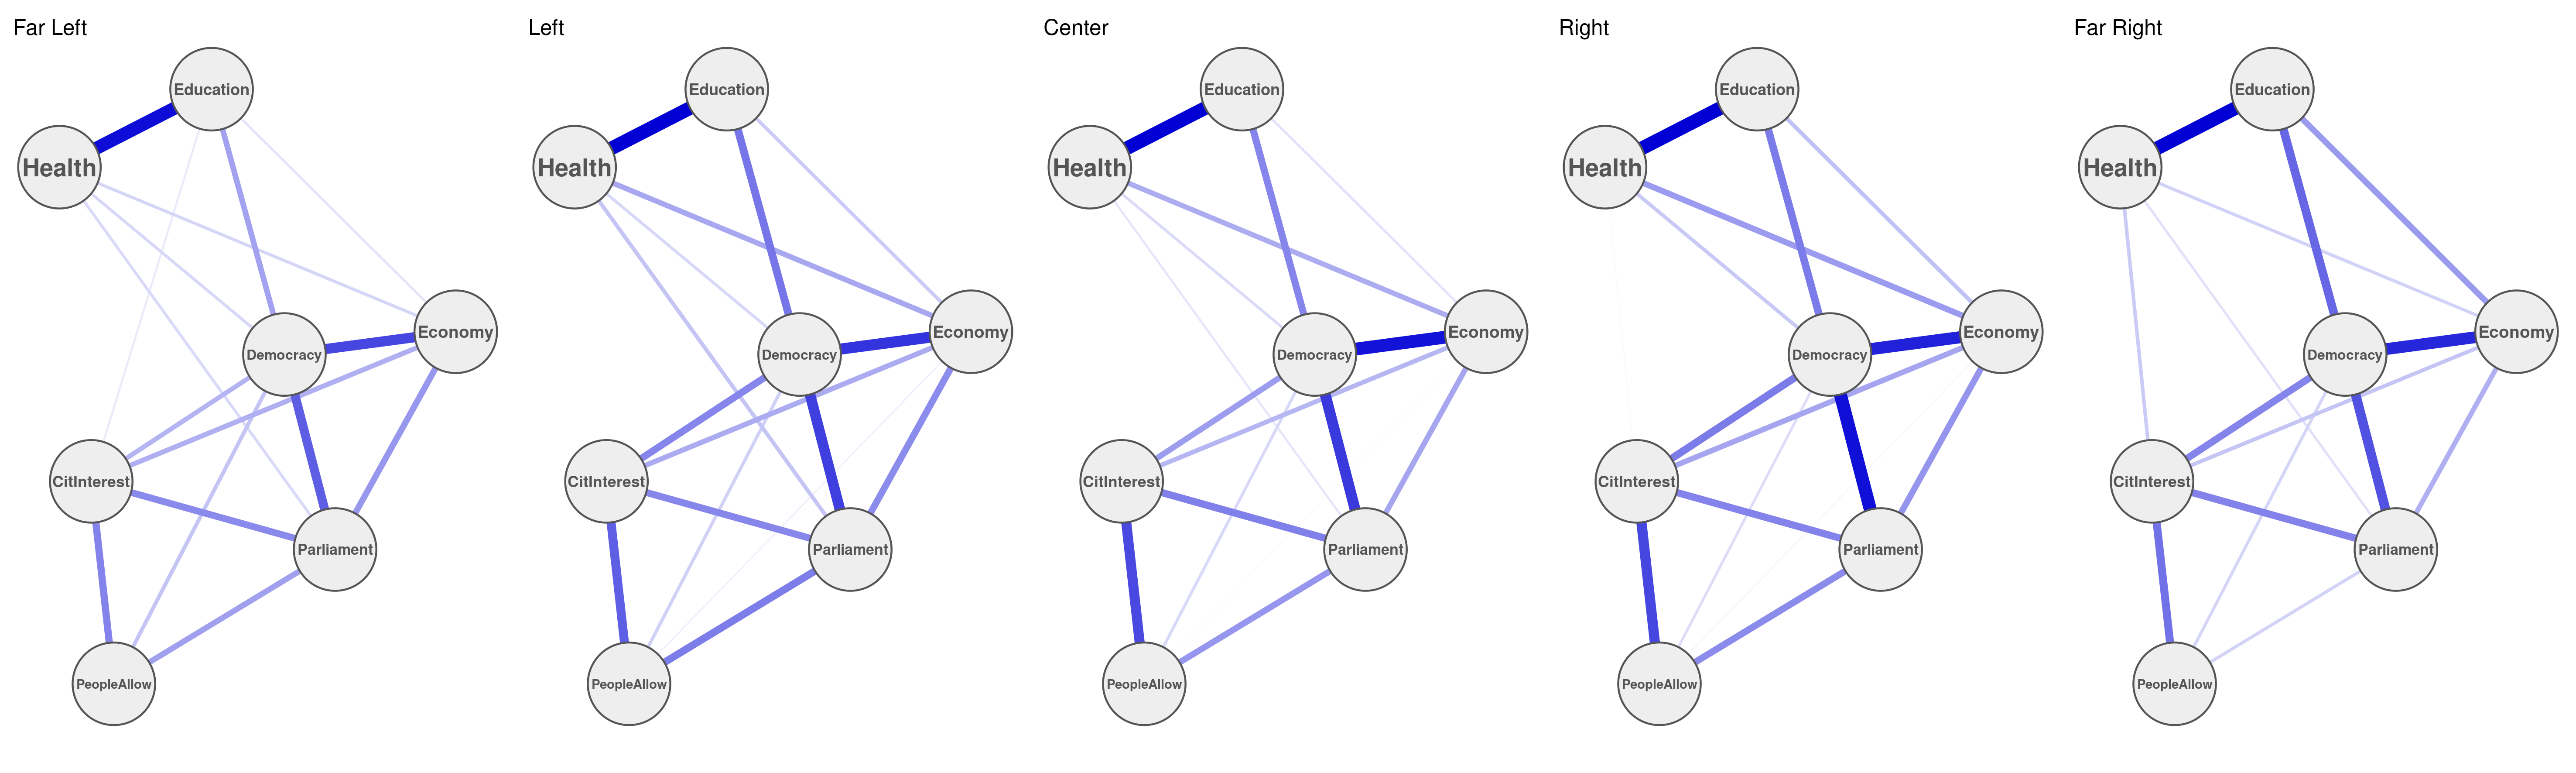 Far Left
Education
Health
Economy
Democracy
CitInterest
Parliament
PeopleAllow
Left
Education
Health
Economy
Democracy
CitInterest
Parliament
PeopleAllow
Center
Education
Health
Economy
Democracy
CitInterest
Parliament
PeopleAllow
Right
Education
Health
Economy
Democracy
CitInterest
Parliament
PeopleAllow
Far Right
Education
Health
Economy
Democracy
CitInterest
Parliament
PeopleAllow